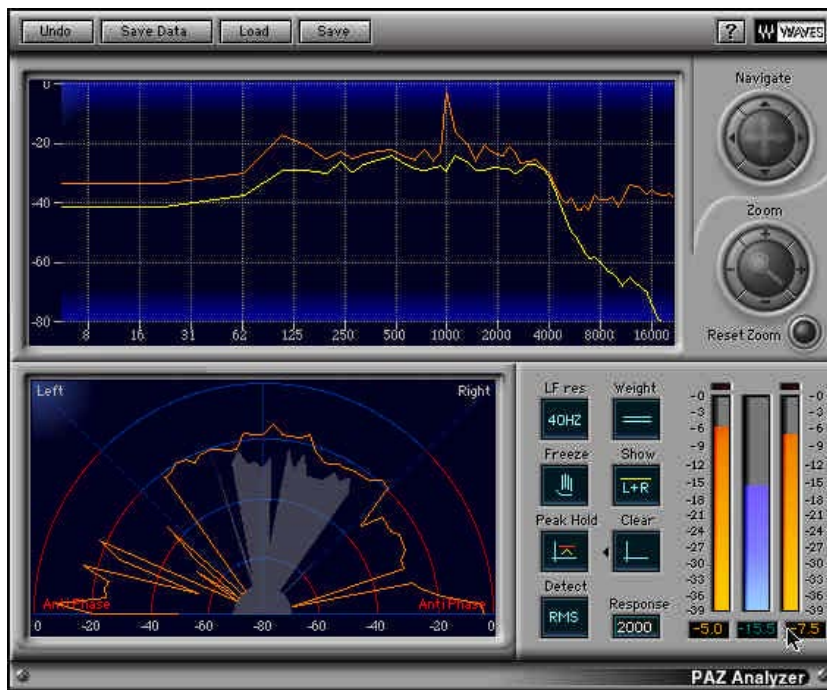 Undo Save Data Load Save ? WAVES
0
-20
-40
-60
-80
8 16 31 62 125 250 500 1000 2000 4000 8000 16000
Navigate
Zoom
Reset Zoom
Left Right
Anti Phase Anti Phase
0 -20 -40 -60 -80 -60 -40 -20 0
LF res Weight
40HZ
Freeze Show
L+R
Peak Hold Clear
Detect Response
RMS 2000
-0 -0
-3 -3
-6 -6
-9 -9
-12 -12
-15 -15
-18 -18
-21 -21
-24 -24
-27 -27
-30 -30
-33 -33
-36 -36
-39 -39
-5.0 -15.5 -7.5
PAZ Analyzer